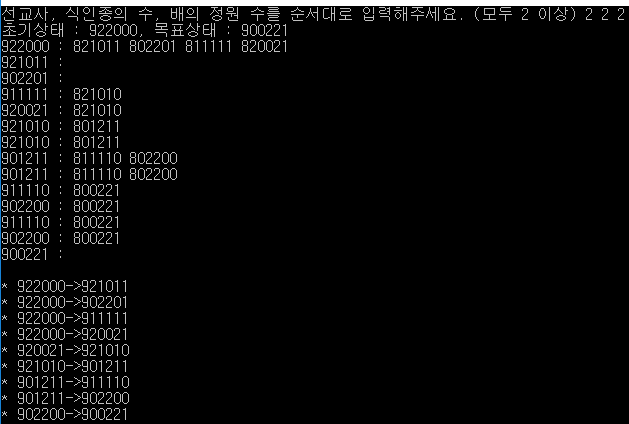 선교사, 식인종의 수, 배의 정원 수를 순서대로 입력해주세요. (모두 2 이상) 2 2 2
초기상태 : 922000, 목표상태 : 900221
922000 : 821011 802201 811111 820021
921011 :
902201 :
911111 : 821010
920021 : 821010
921010 : 801211
921010 : 801211
901211 : 811110 802200
901211 : 811110 802200
911110 : 800221
902200 : 800221
911110 : 800221
902200 : 800221
900221 :

* 922000->921011
* 922000->902201
* 922000->911111
* 922000->920021
* 920021->921010
* 921010->901211
* 901211->911110
* 901211->902200
* 902200->900221